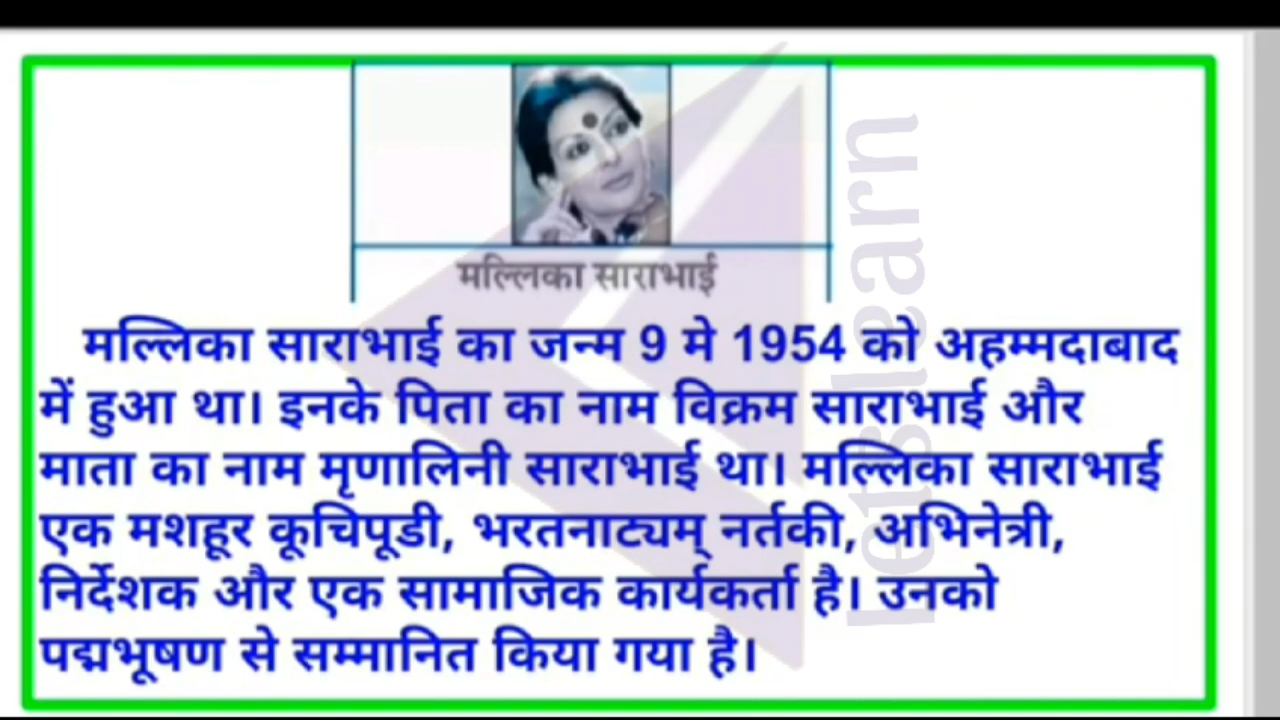 मल्लिका साराभाई
मल्लिका साराभाई का जन्म 9 मे 1954 को अहम्मदाबाद
में हुआ था। इनके पिता का नाम विक्रम साराभाई और
माता का नाम मृणालिनी साराभाई था। मल्लिका साराभाई
एक मशहूर कूचिपूडी, भरतनाट्यम् नर्तकी, अभिनेत्री,
निर्देशक और एक सामाजिक कार्यकर्ता है। उनको
पद्मभूषण से सम्मानित किया गया है।
letslearn